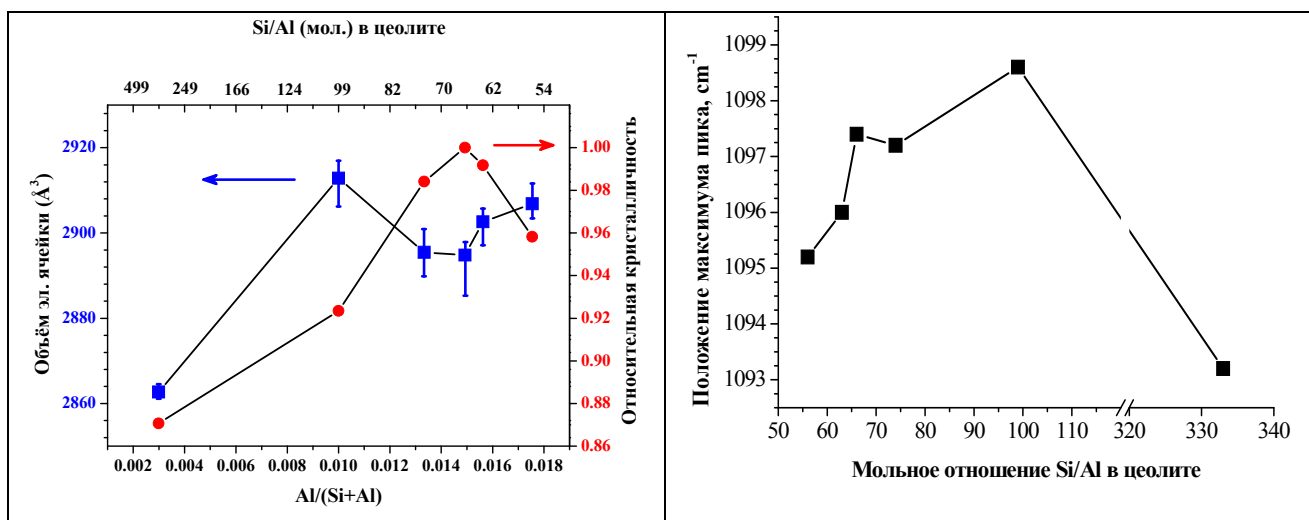 Si/Al (мол.) в цеолите
499 249 166 124 99 82 70 62 54
Объём эл. ячейки (Å³)
2920
2900
2880
2860
1.00
0.98
0.96
0.94
0.92
0.90
0.88
0.86
Относительная кристалличность
0.002 0.004 0.006 0.008 0.010 0.012 0.014 0.016 0.018
Al/(Si+Al)
Положение максимума пика, cm⁻¹
1099
1098
1097
1096
1095
1094
1093
50 60 70 80 90 100 110 320 330 340
Мольное отношение Si/Al в цеолите